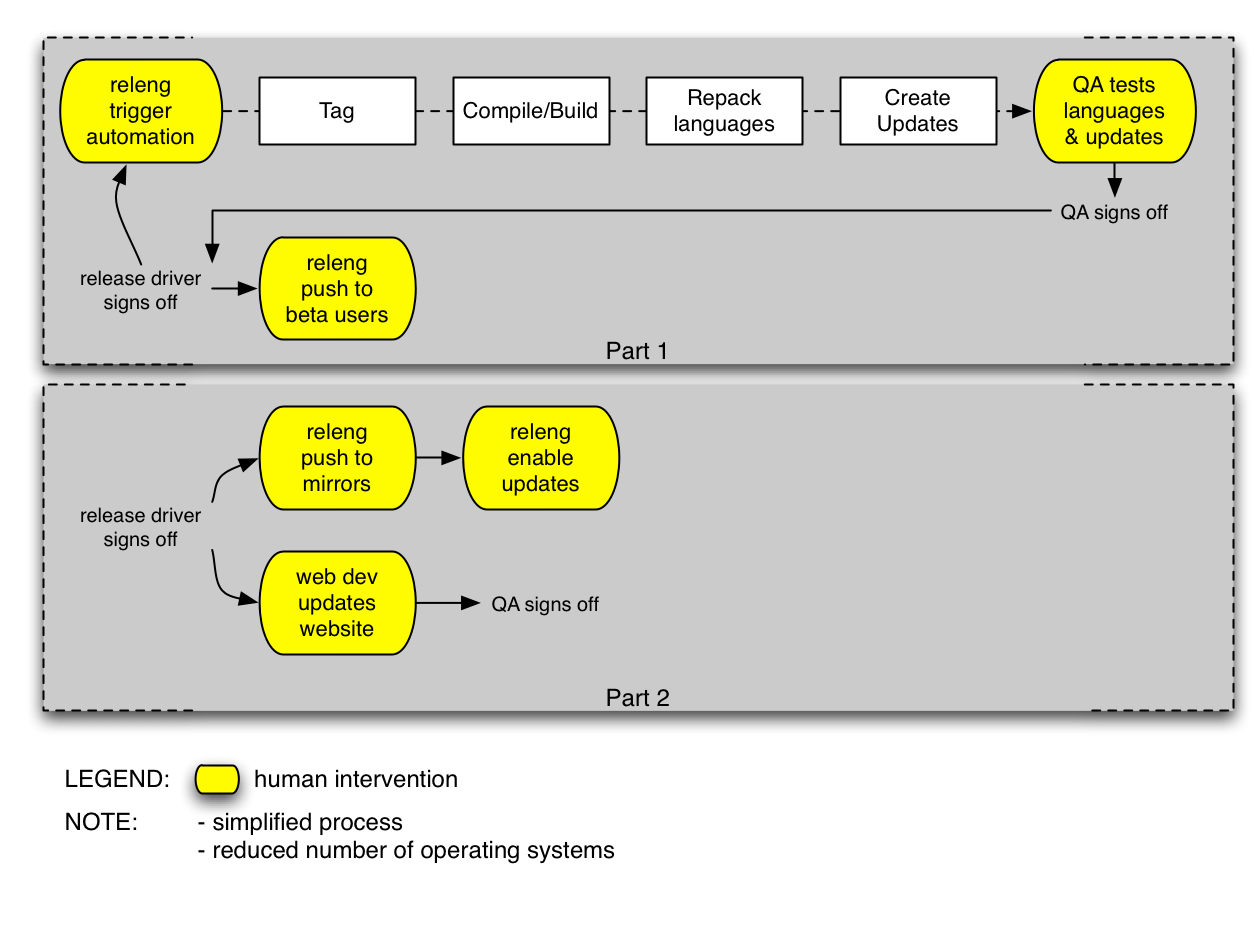 releng
trigger
automation
Tag
Compile/Build
Repack
languages
Create
Updates
QA tests
languages
& updates
QA signs off
release driver
signs off
releng
push to
beta users
Part 1
releng
push to
mirrors
releng
enable
updates
release driver
signs off
web dev
updates
website
QA signs off
Part 2
LEGEND: human intervention
NOTE: - simplified process
- reduced number of operating systems